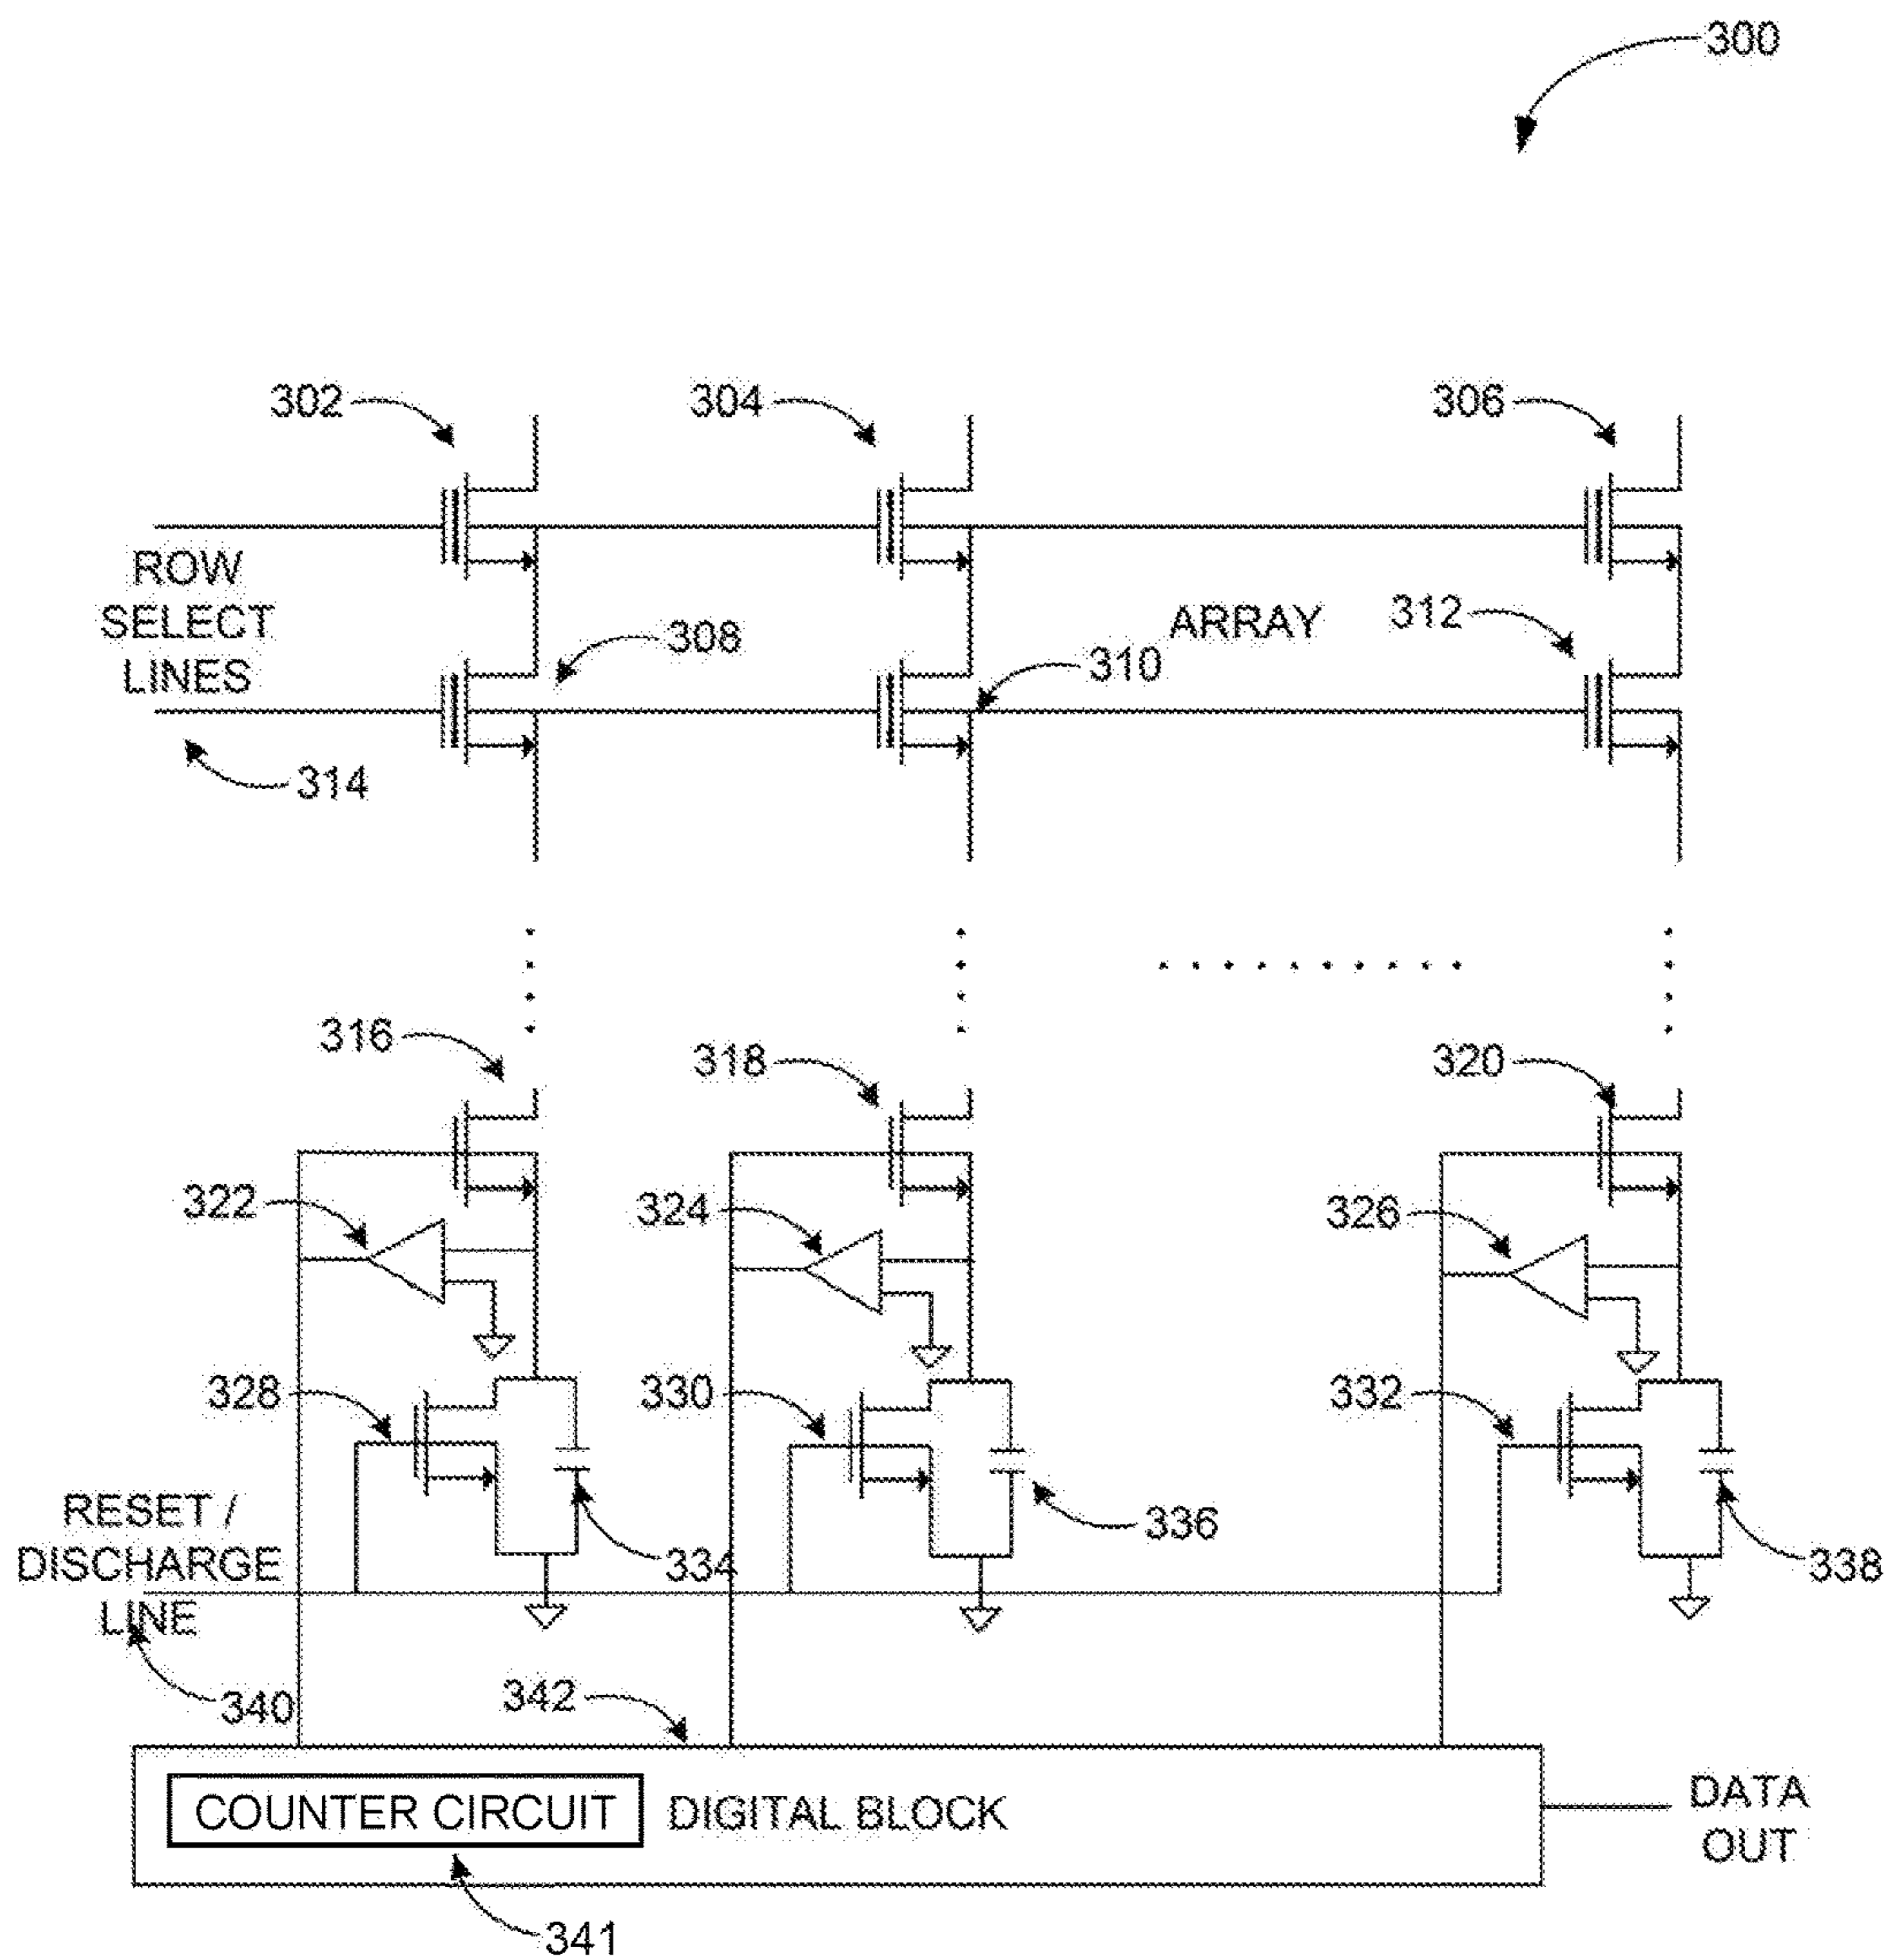 300
302
304
306
ROW
SELECT
LINES
308
310
ARRAY
312
314
316
318
320
322
324
326
328
330
332
RESET /
DISCHARGE
LINE
334
336
338
340
342
COUNTER CIRCUIT
DIGITAL BLOCK
DATA
OUT
341